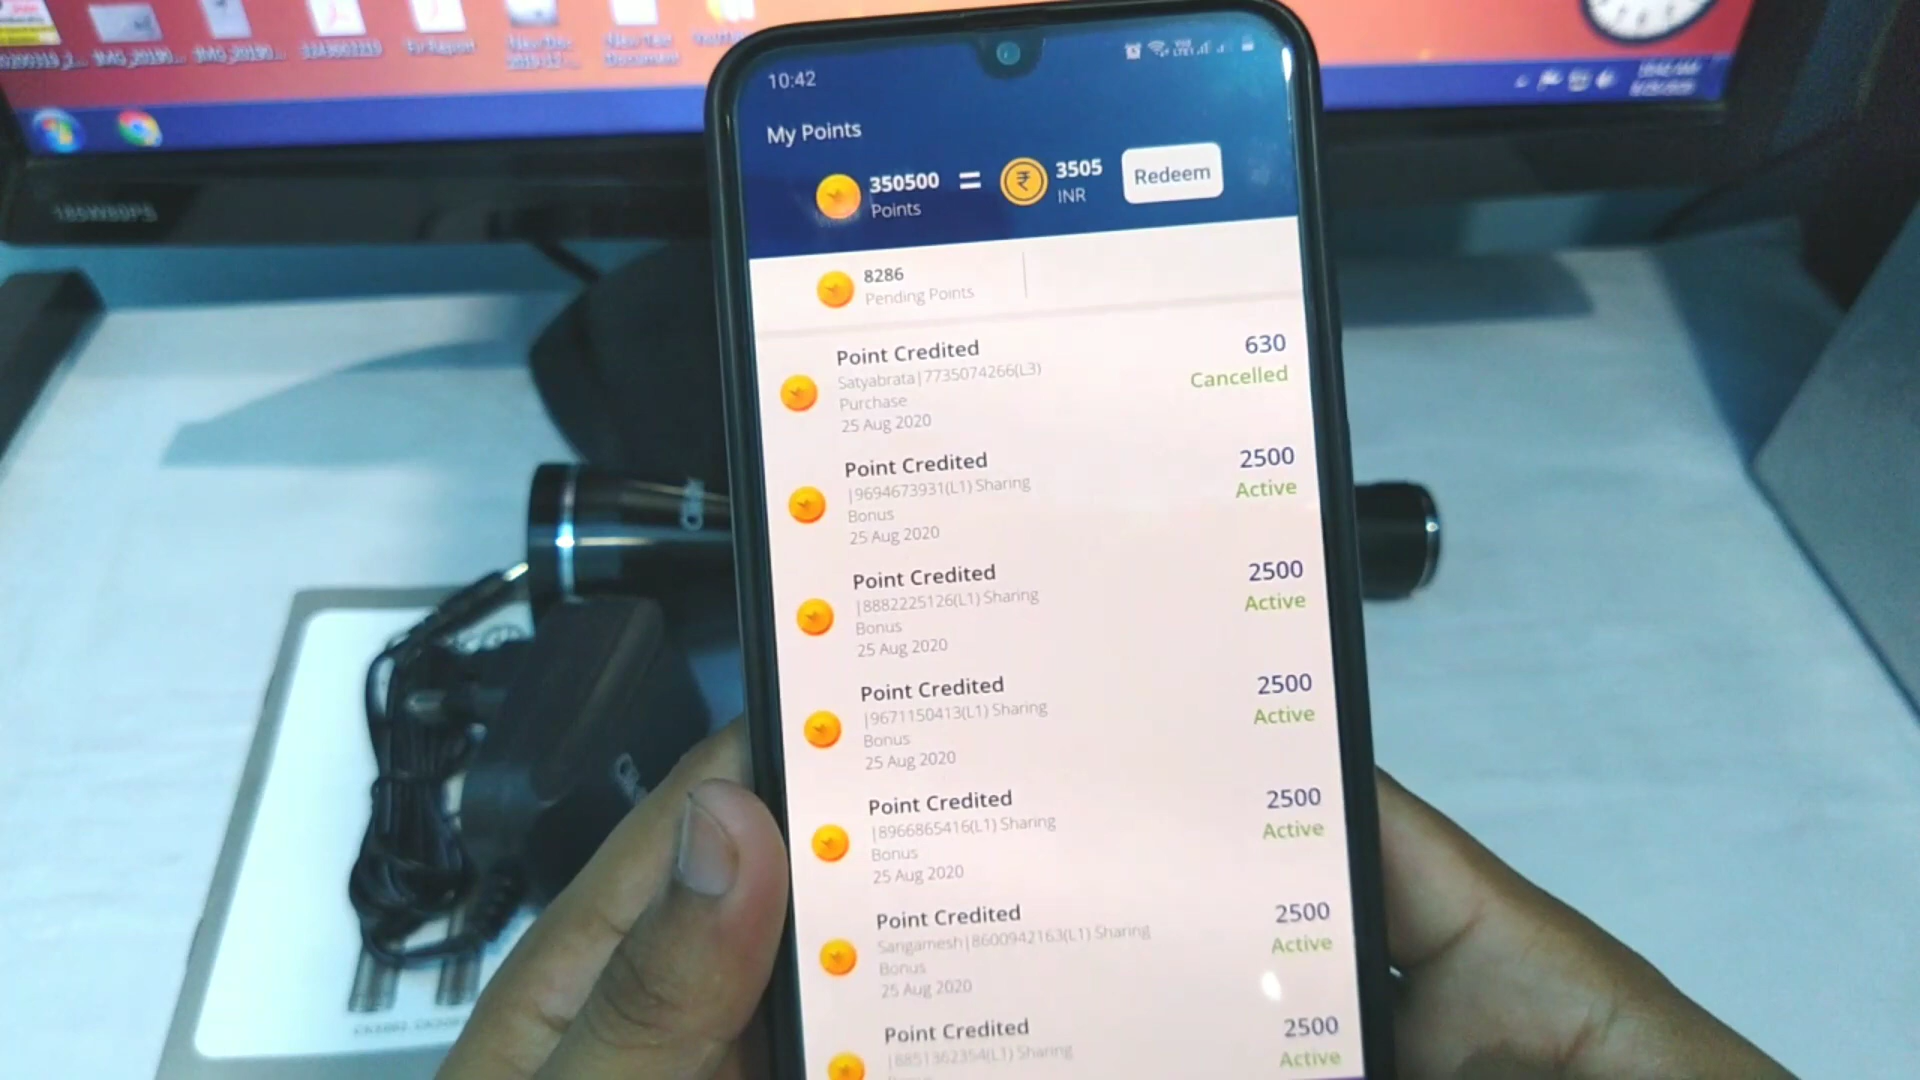 10:42
My Points
350500
Points
=
₹
3505
INR
Redeem
8286
Pending Points
Point Credited
630
Satyabrata|7735074266(L3)
Cancelled
Purchase
25 Aug 2020
Point Credited
2500
|9694673931(L1) Sharing
Active
Bonus
25 Aug 2020
Point Credited
2500
|8882225126(L1) Sharing
Active
Bonus
25 Aug 2020
Point Credited
2500
|9671150413(L1) Sharing
Active
Bonus
25 Aug 2020
Point Credited
2500
|8966865416(L1) Sharing
Active
Bonus
25 Aug 2020
Point Credited
2500
Sangamesh|8600942163(L1) Sharing
Active
Bonus
25 Aug 2020
Point Credited
2500
|8851362354(L1) Sharing
Active